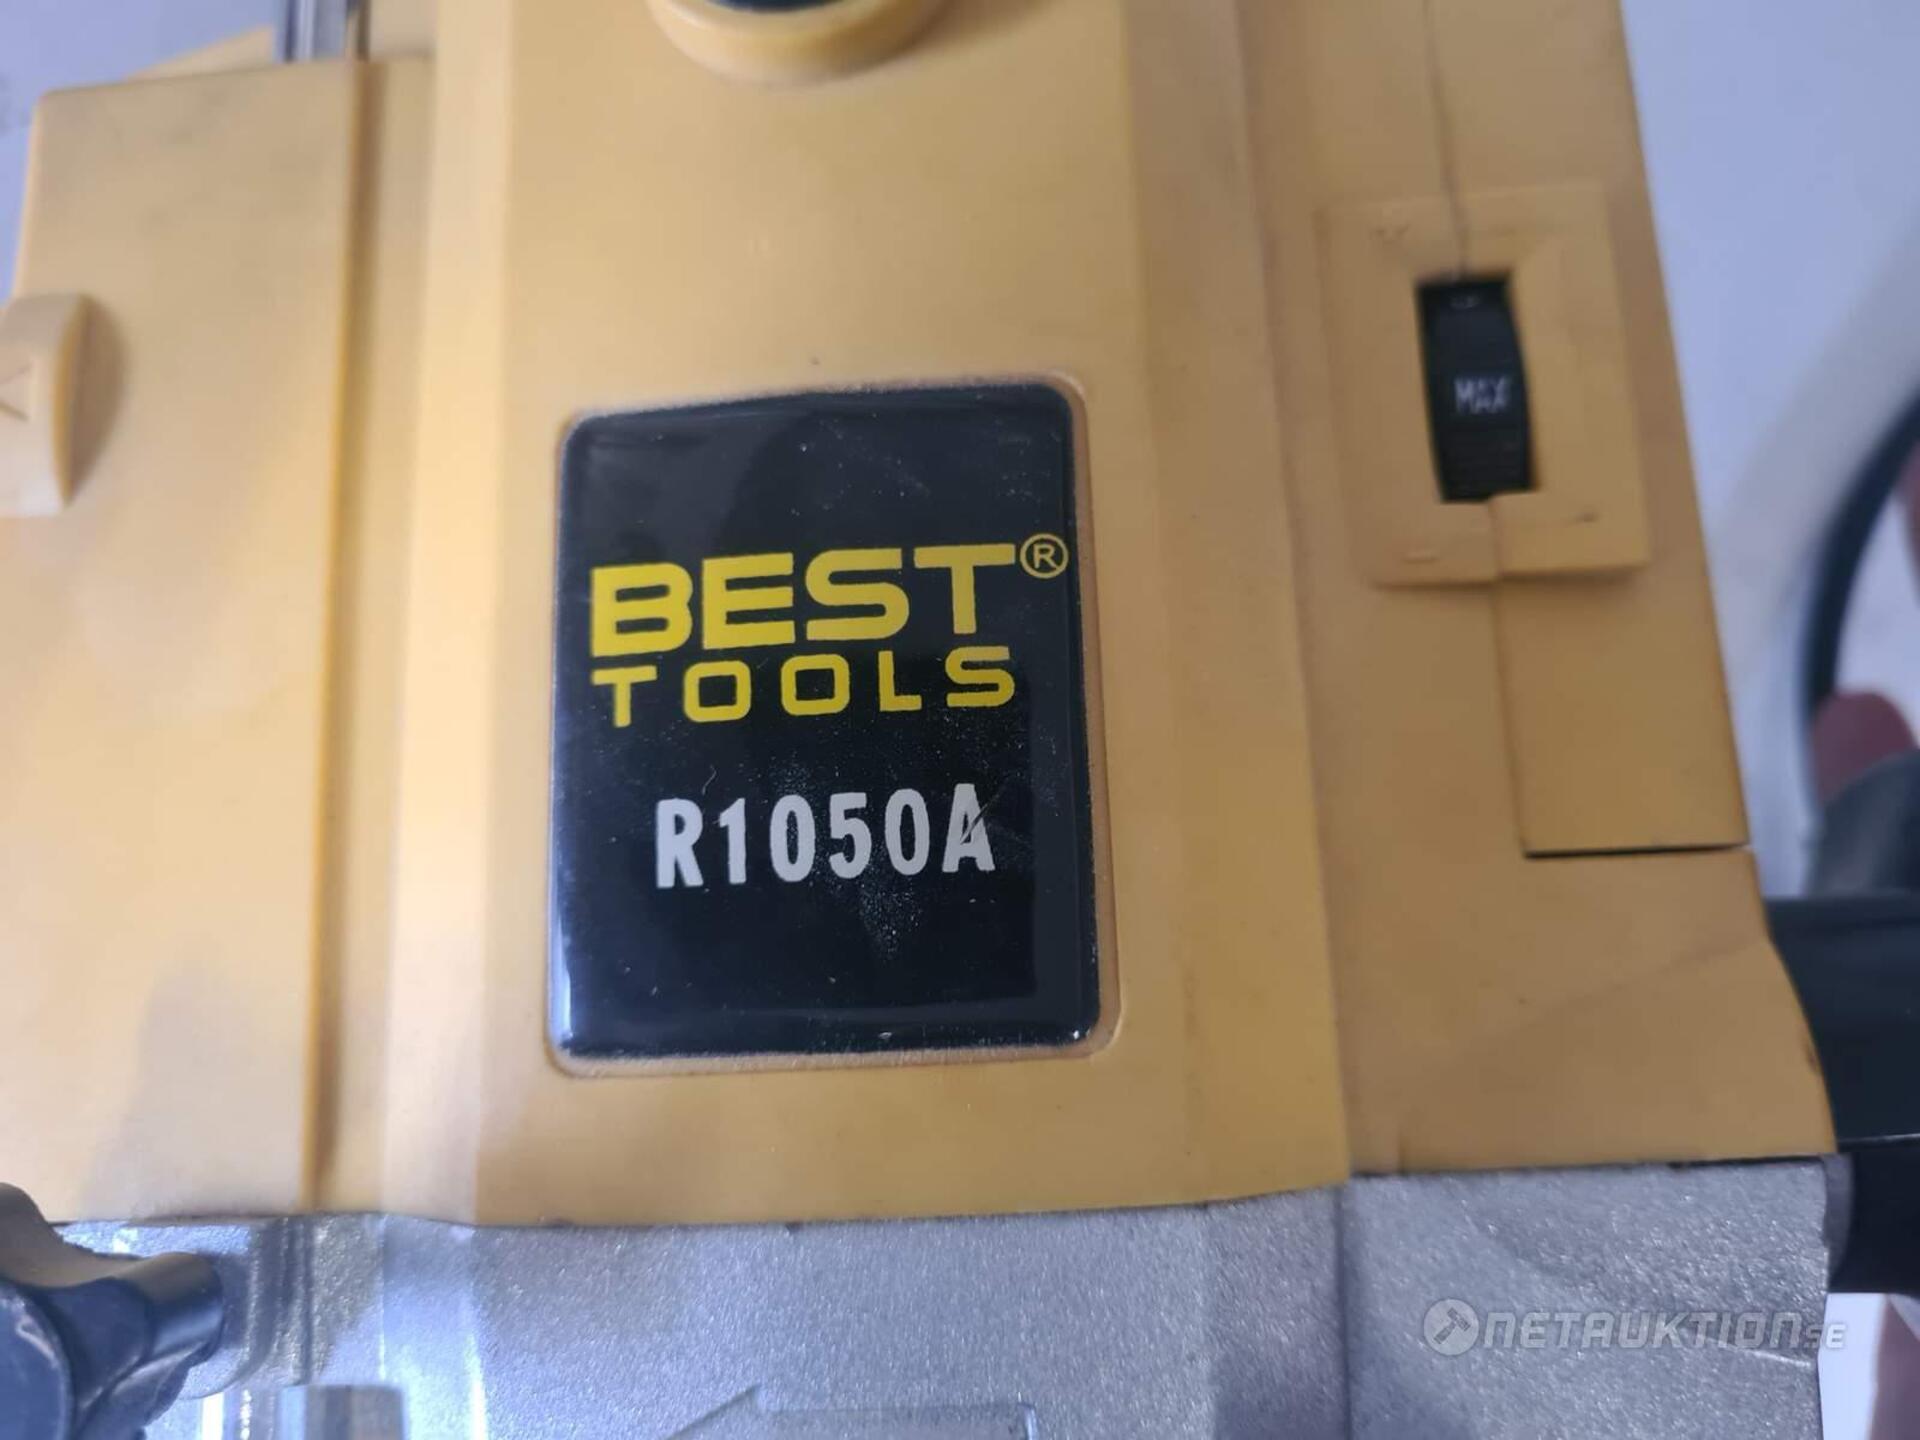 MAX
BEST®
TOOLS
R1050A
NETAUKTION.SE